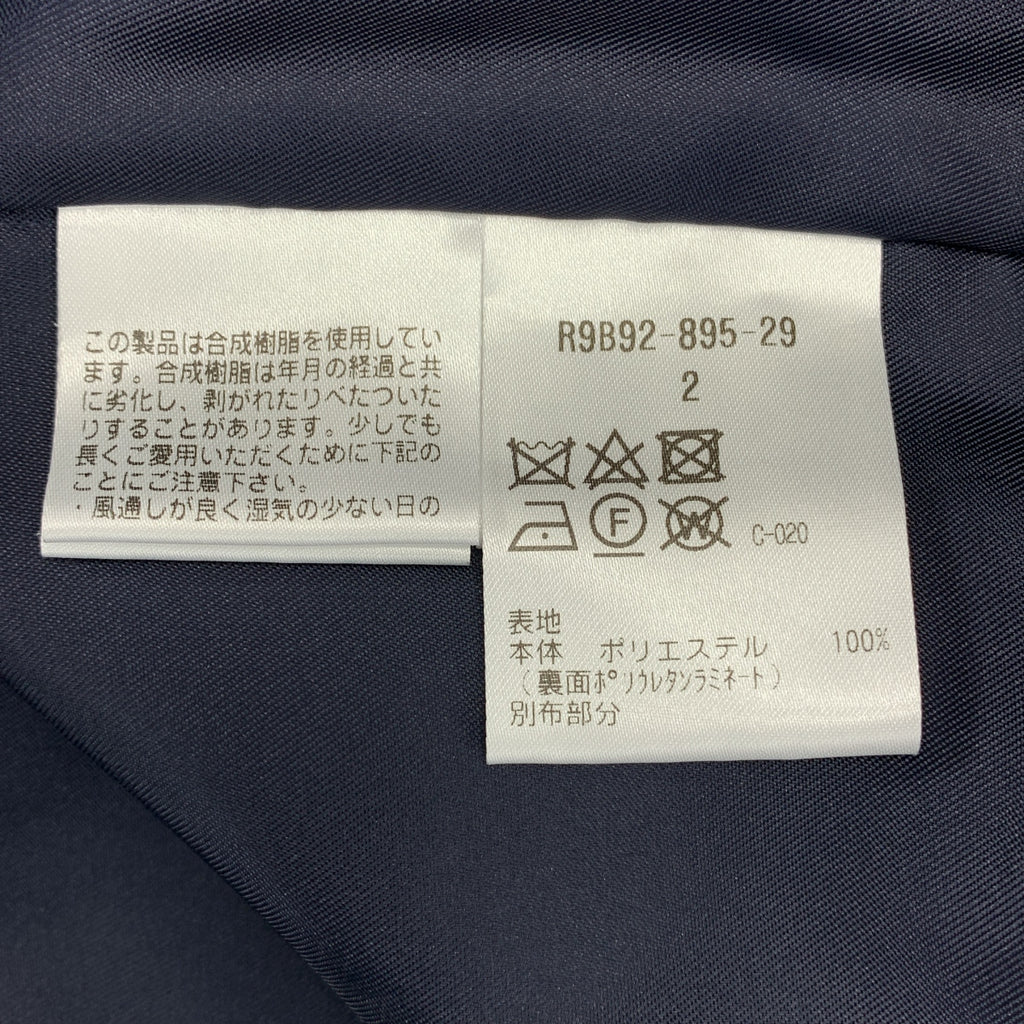 この製品は合成樹脂を使用してい
ます。合成樹脂は年月の経過と共
に劣化し、剥がれたりべたついた
りすることがあります。少しでも
長くご愛用いただくために下記の
ことにご注意下さい。
・風通しが良く湿気の少ない日の
R9B92-895-29
2
F W C-020
表地
本体 ポリエステル 100%
(裏面ﾎﾟﾘｳﾚﾀﾝﾗﾐﾈｰﾄ)
別布部分